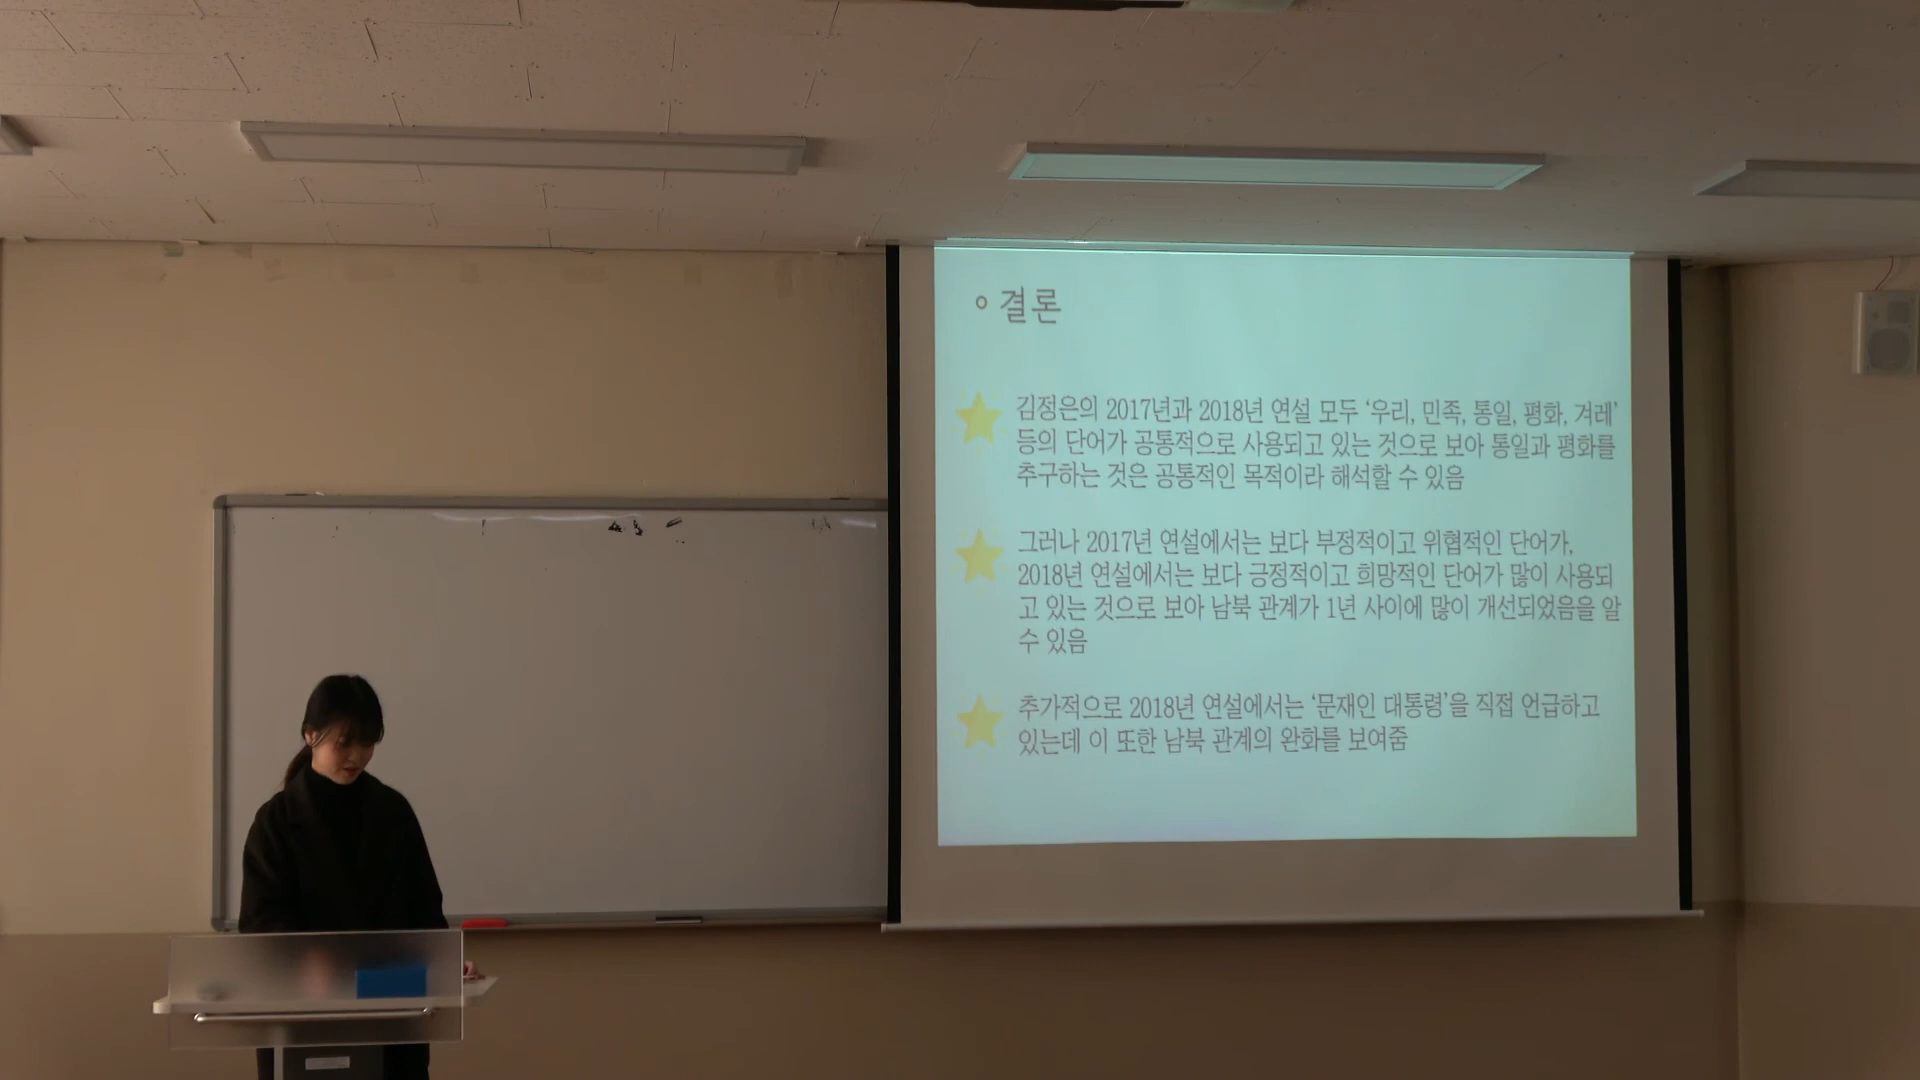 결론
김정은의 2017년과 2018년 연설 모두 ‘우리, 민족, 통일, 평화, 겨레’
등의 단어가 공통적으로 사용되고 있는 것으로 보아 통일과 평화를
추구하는 것은 공통적인 목적이라 해석할 수 있음
그러나 2017년 연설에서는 보다 부정적이고 위협적인 단어가,
2018년 연설에서는 보다 긍정적이고 희망적인 단어가 많이 사용되
고 있는 것으로 보아 남북 관계가 1년 사이에 많이 개선되었음을 알
수 있음
추가적으로 2018년 연설에서는 ‘문재인 대통령’을 직접 언급하고
있는데 이 또한 남북 관계의 완화를 보여줌